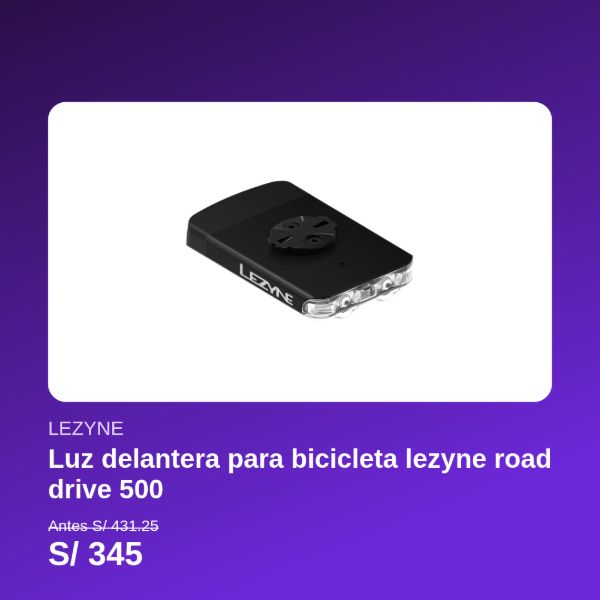 LEZYNE
LEZYNE
Luz delantera para bicicleta lezyne road
drive 500
Antes S/ 431.25
S/ 345